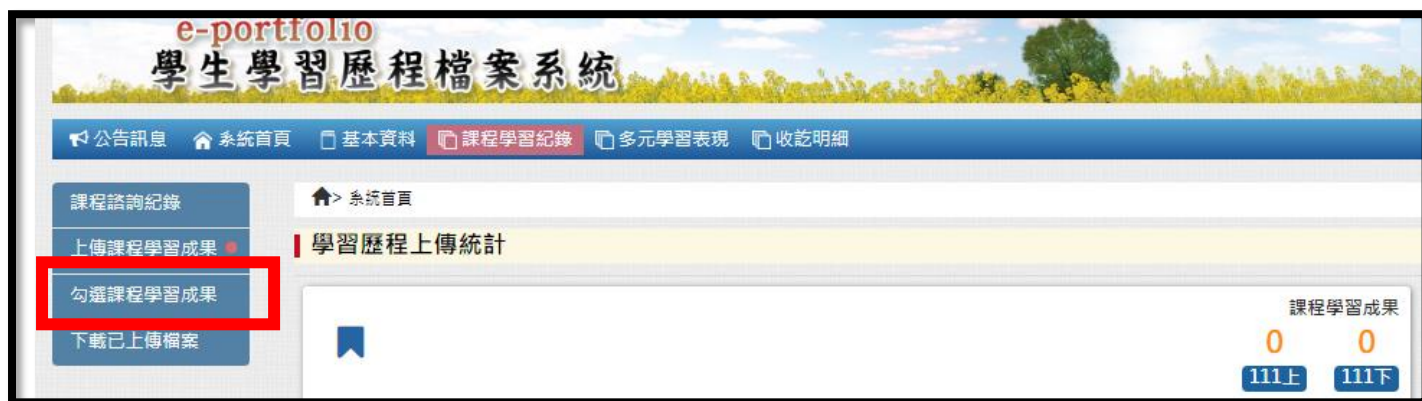 e-portfolio
學生學習歷程檔案系統
公告訊息 系統首頁 基本資料 課程學習紀錄 多元學習表現 收訖明細
課程諮詢紀錄
上傳課程學習成果
勾選課程學習成果
下載已上傳檔案
> 系統首頁
學習歷程上傳統計
課程學習成果
0 0
111上 111下